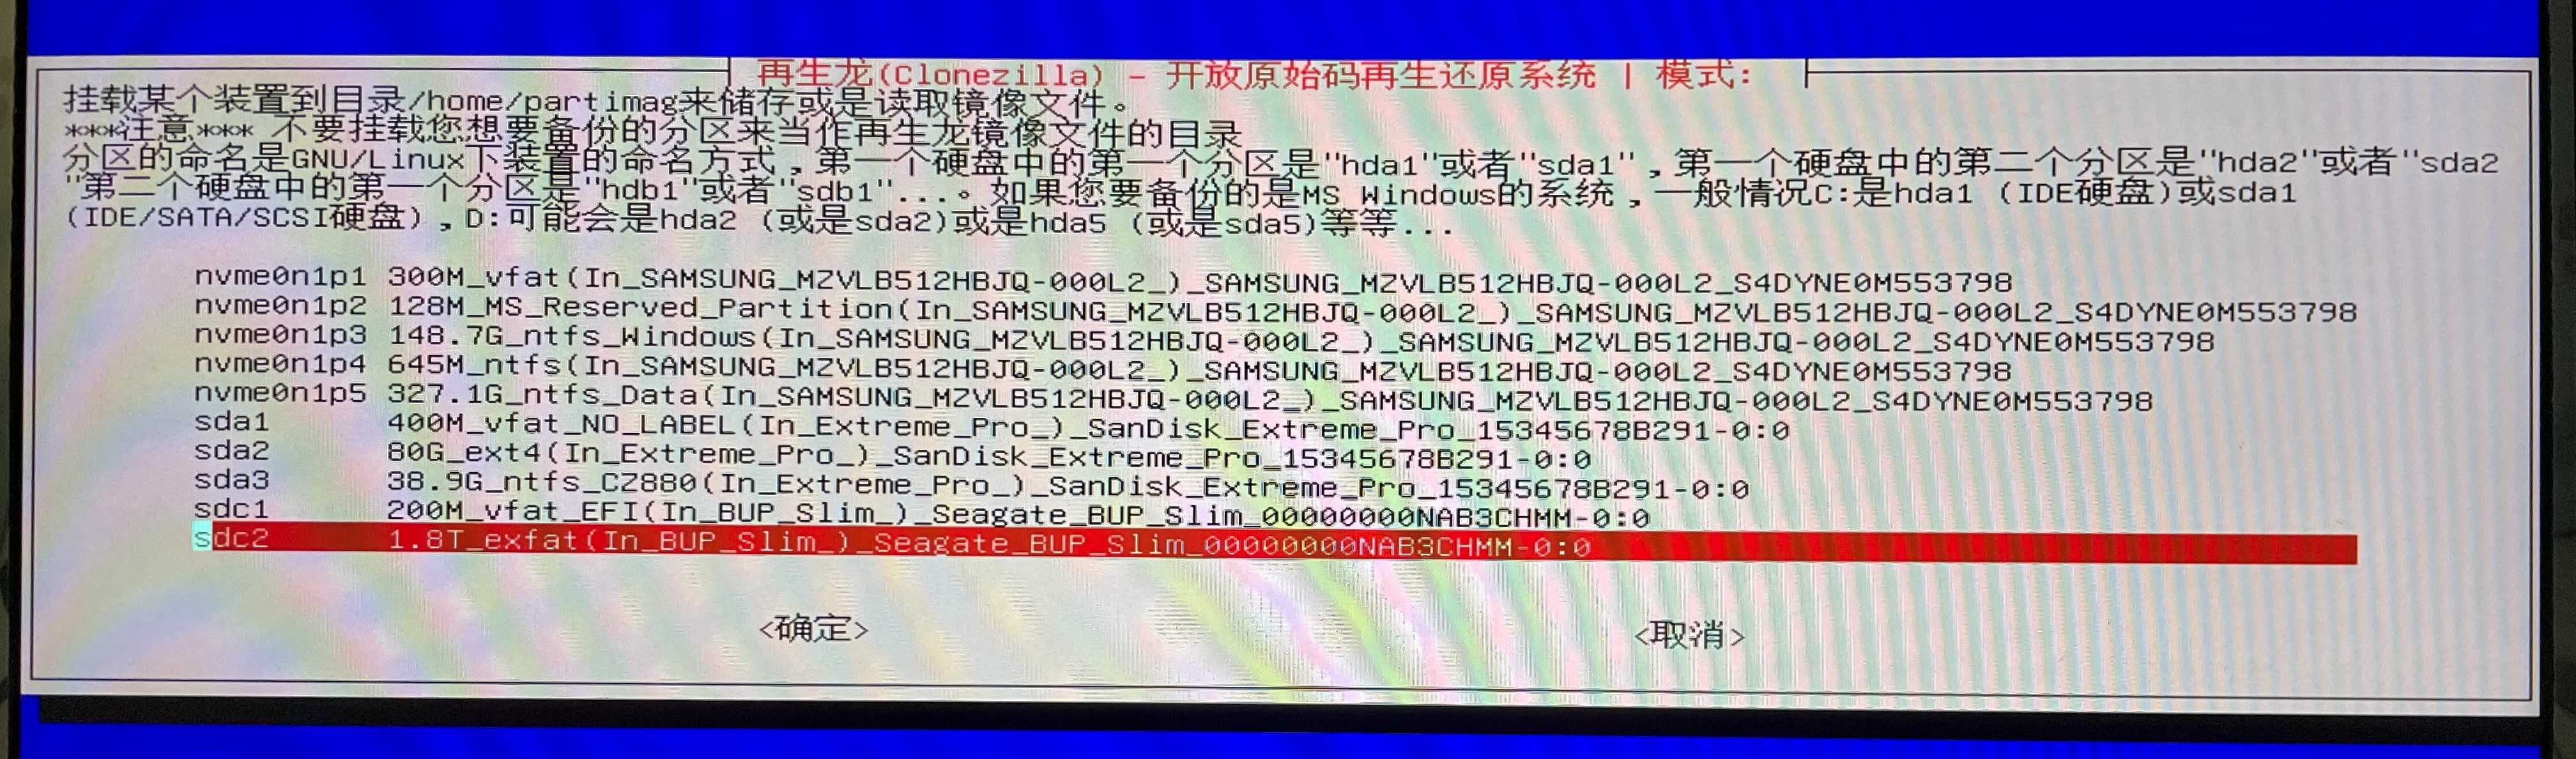 再生龙(Clonezilla) - 开放原始码再生还原系统 | 模式:
挂载某个装置到目录/home/partimag来储存或是读取镜像文件。
***注意*** 不要挂载您想要备份的分区来当作再生龙镜像文件的目录
分区的命名是GNU/Linux下装置的命名方式，第一个硬盘中的第一个分区是"hda1"或者"sda1"，第一个硬盘中的第二个分区是"hda2"或者"sda2
"第二个硬盘中的第一个分区是"hdb1"或者"sdb1"...。如果您要备份的是MS Windows的系统，一般情况C:是hda1 (IDE硬盘)或sda1
(IDE/SATA/SCSI硬盘)，D:可能会是hda2 (或是sda2)或是hda5 (或是sda5)等等...
nvme0n1p1 300M_vfat(In_SAMSUNG_MZVLB512HBJQ-000L2_)_SAMSUNG_MZVLB512HBJQ-000L2_S4DYNE0M553798
nvme0n1p2 128M_MS_Reserved_Partition(In_SAMSUNG_MZVLB512HBJQ-000L2_)_SAMSUNG_MZVLB512HBJQ-000L2_S4DYNE0M553798
nvme0n1p3 148.7G_ntfs_Windows(In_SAMSUNG_MZVLB512HBJQ-000L2_)_SAMSUNG_MZVLB512HBJQ-000L2_S4DYNE0M553798
nvme0n1p4 645M_ntfs(In_SAMSUNG_MZVLB512HBJQ-000L2_)_SAMSUNG_MZVLB512HBJQ-000L2_S4DYNE0M553798
nvme0n1p5 327.1G_ntfs_Data(In_SAMSUNG_MZVLB512HBJQ-000L2_)_SAMSUNG_MZVLB512HBJQ-000L2_S4DYNE0M553798
sda1 400M_vfat_NO_LABEL(In_Extreme_Pro_)_SanDisk_Extreme_Pro_15345678B291-0:0
sda2 80G_ext4(In_Extreme_Pro_)_SanDisk_Extreme_Pro_15345678B291-0:0
sda3 38.9G_ntfs_CZ880(In_Extreme_Pro_)_SanDisk_Extreme_Pro_15345678B291-0:0
sdc1 200M_vfat_EFI(In_BUP_Slim_)_Seagate_BUP_Slim_00000000NAB3CHMM-0:0
sdc2 1.8T_exfat(In_BUP_Slim_)_Seagate_BUP_Slim_00000000NAB3CHMM-0:0
<确定> <取消>